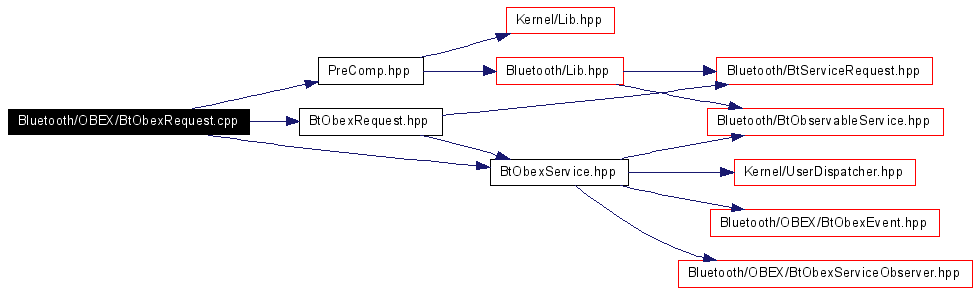 Kernel/Lib.hpp
PreComp.hpp
Bluetooth/Lib.hpp
Bluetooth/BtServiceRequest.hpp
Bluetooth/OBEX/BtObexRequest.cpp
BtObexRequest.hpp
Bluetooth/BtObservableService.hpp
BtObexService.hpp
Kernel/UserDispatcher.hpp
Bluetooth/OBEX/BtObexEvent.hpp
Bluetooth/OBEX/BtObexServiceObserver.hpp